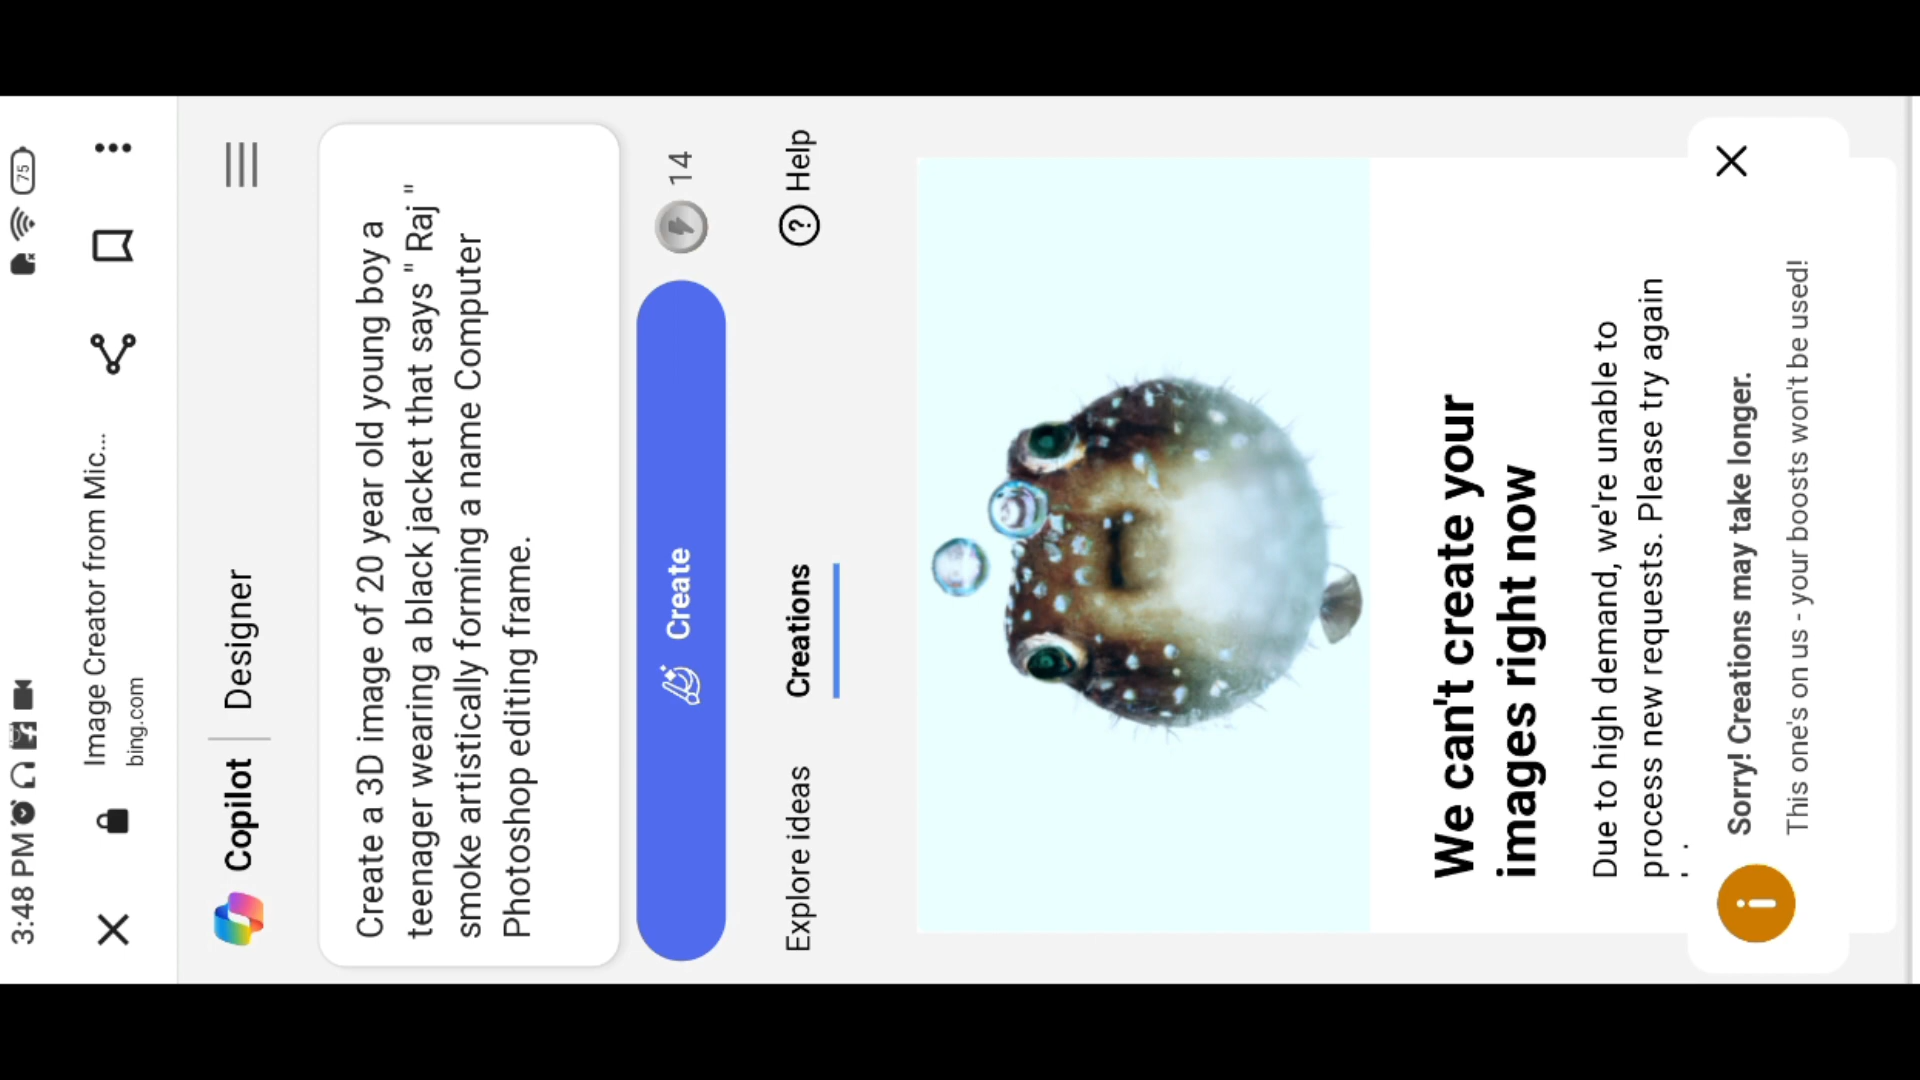 3:48 PM
75
Image Creator from Mic...
bing.com
Copilot | Designer
Create a 3D image of 20 year old young boy a
teenager wearing a black jacket that says " Raj "
smoke artistically forming a name Computer
Photoshop editing frame.
Create
14
Explore ideas
Creations
Help
We can't create your
images right now
Due to high demand, we're unable to
process new requests. Please try again
Sorry! Creations may take longer.
This one's on us - your boosts won't be used!